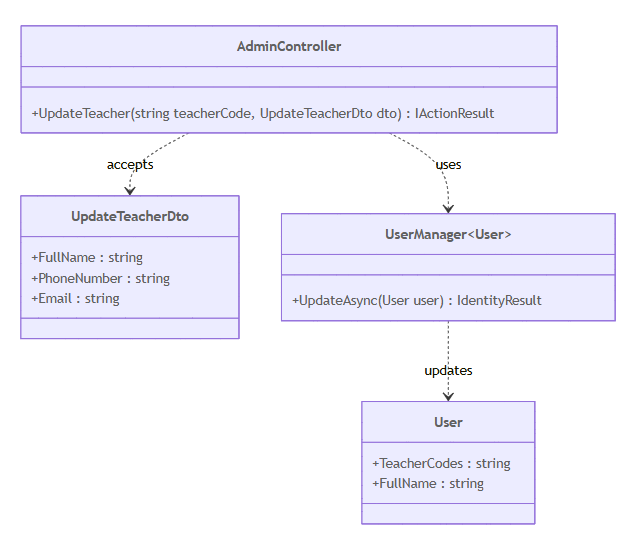 AdminController
+UpdateTeacher(string teacherCode, UpdateTeacherDto dto) : IActionResult
accepts
uses
UpdateTeacherDto
+FullName : string
+PhoneNumber : string
+Email : string
UserManager<User>
+UpdateAsync(User user) : IdentityResult
updates
User
+TeacherCodes : string
+FullName : string